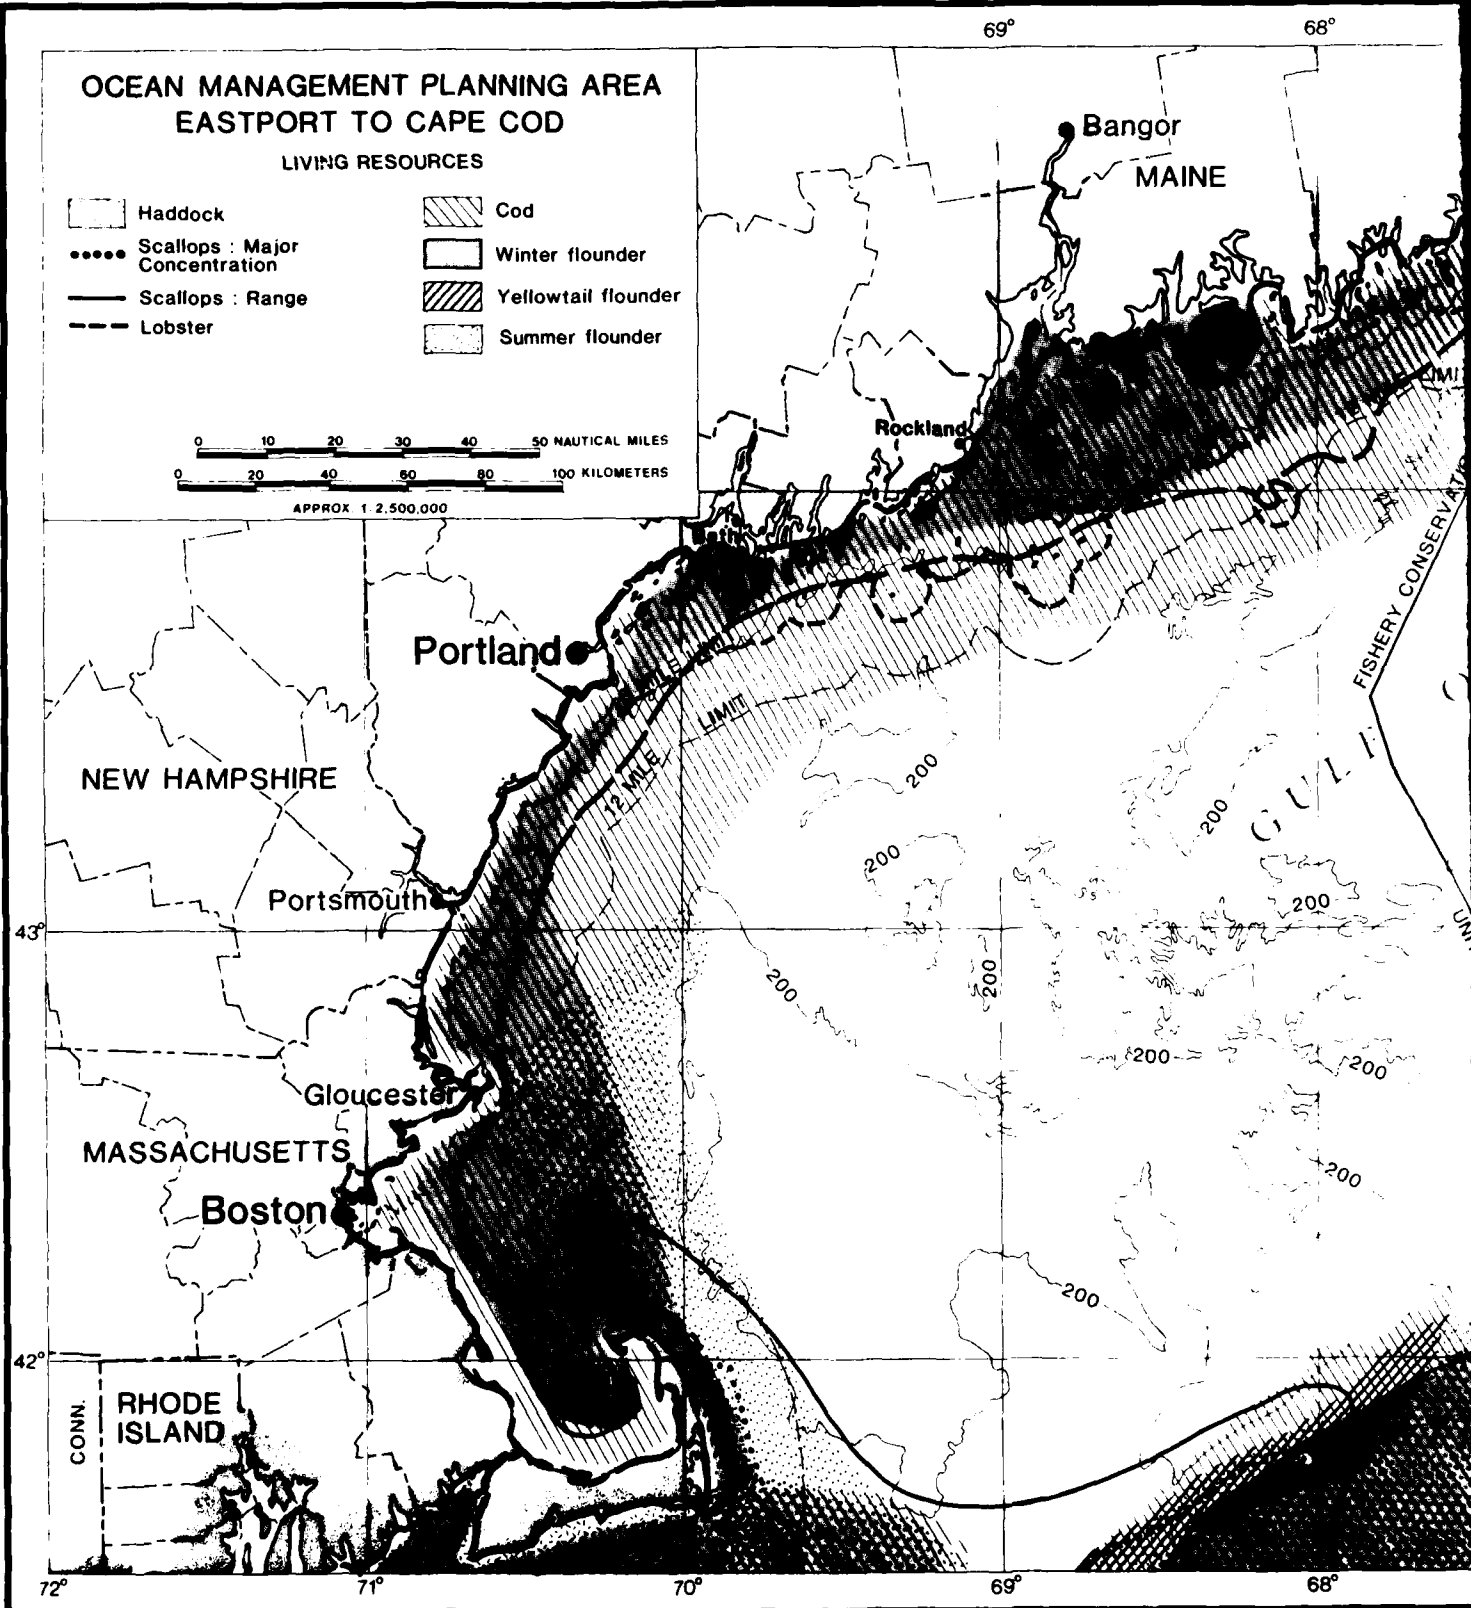 69°
68°
OCEAN MANAGEMENT PLANNING AREA
EASTPORT TO CAPE COD
LIVING RESOURCES
Haddock
Scallops : Major
Concentration
Scallops : Range
Lobster
Cod
Winter flounder
Yellowtail flounder
Summer flounder
0 10 20 30 40 50 NAUTICAL MILES
0 20 40 60 80 100 KILOMETERS
APPROX. 1:2,500,000
Bangor
MAINE
Rockland
LIMIT
FISHERY CONSERVATI
Portland
LIMIT
12 MILE
200
GULF
O
200
NEW HAMPSHIRE
200
Portsmouth
200
43°
UNI
200
200
200
200
Gloucester
MASSACHUSETTS
200
Boston
200
42°
CONN.
RHODE
ISLAND
72°
71°
70°
69°
68°